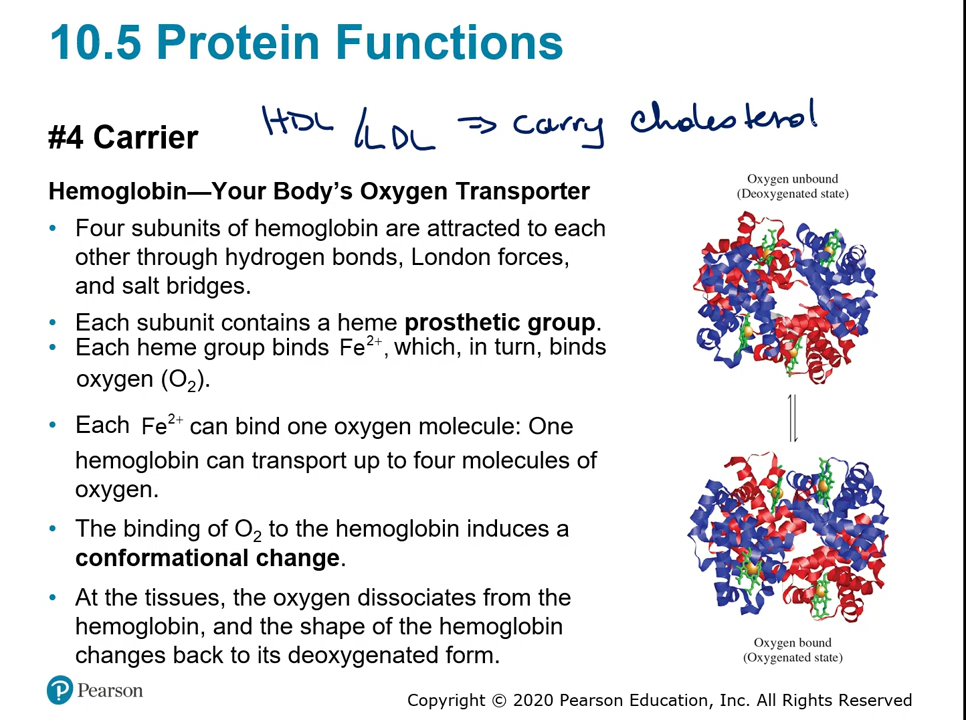 10.5 Protein Functions
HDL /LDL ⇒ carry cholesterol
#4 Carrier
Hemoglobin—Your Body's Oxygen Transporter
• Four subunits of hemoglobin are attracted to each
other through hydrogen bonds, London forces,
and salt bridges.
• Each subunit contains a heme prosthetic group.
• Each heme group binds Fe²⁺, which, in turn, binds
oxygen (O₂).
• Each Fe²⁺ can bind one oxygen molecule: One
hemoglobin can transport up to four molecules of
oxygen.
• The binding of O₂ to the hemoglobin induces a
conformational change.
• At the tissues, the oxygen dissociates from the
hemoglobin, and the shape of the hemoglobin
changes back to its deoxygenated form.
Oxygen unbound
(Deoxygenated state)
Oxygen bound
(Oxygenated state)
P Pearson
Copyright © 2020 Pearson Education, Inc. All Rights Reserved